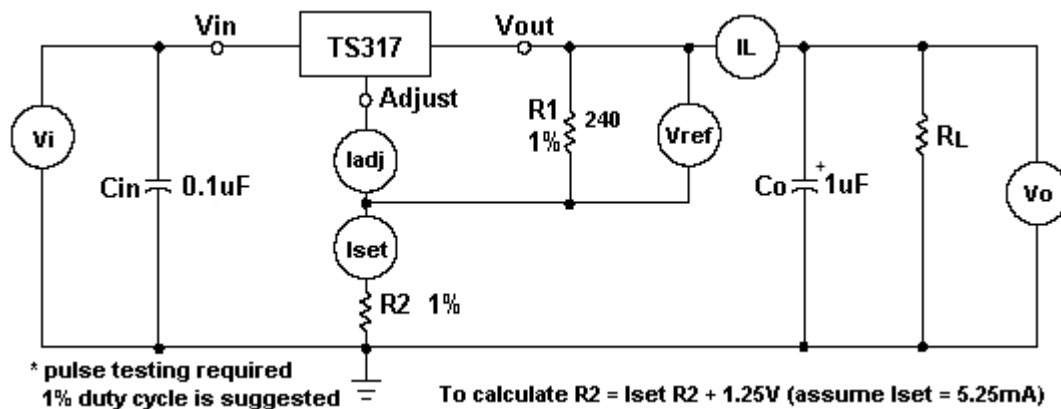 Vin
TS317
Vout
IL
Adjust
R1
1%
240
Vref
RL
Vi
Iadj
Cin
0.1uF
Co
+
1uF
Vo
Iset
R2 1%
* pulse testing required
1% duty cycle is suggested
To calculate R2 = Iset R2 + 1.25V (assume Iset = 5.25mA)